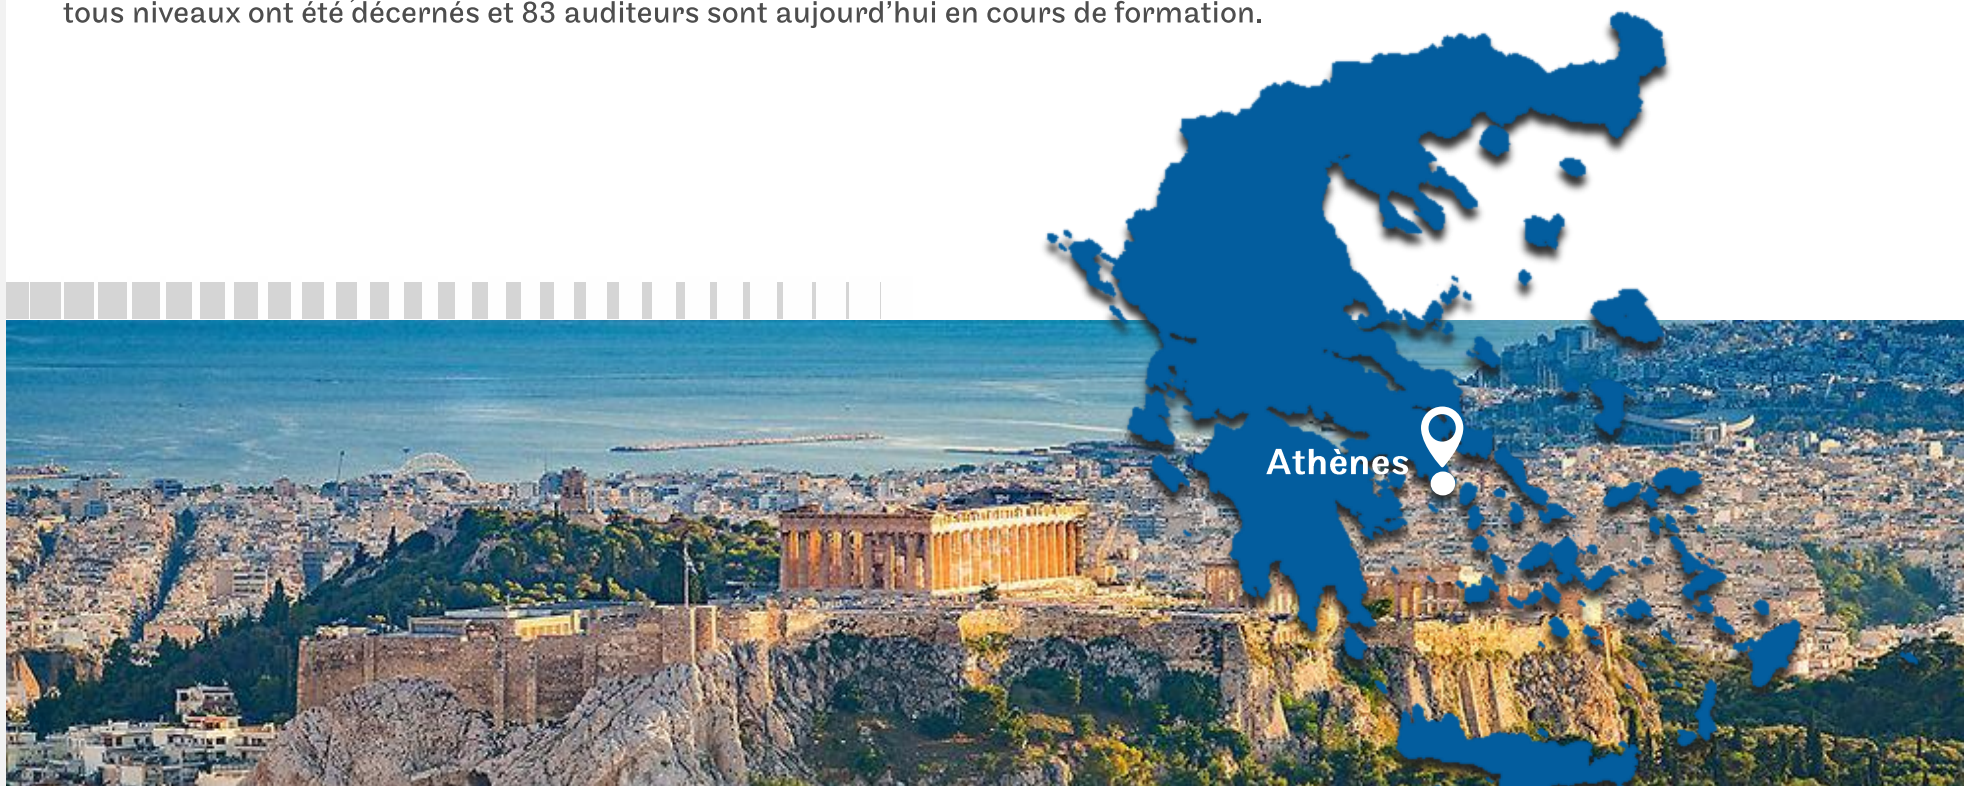 tous niveaux ont été décernés et 83 auditeurs sont aujourd’hui en cours de formation.
Athènes